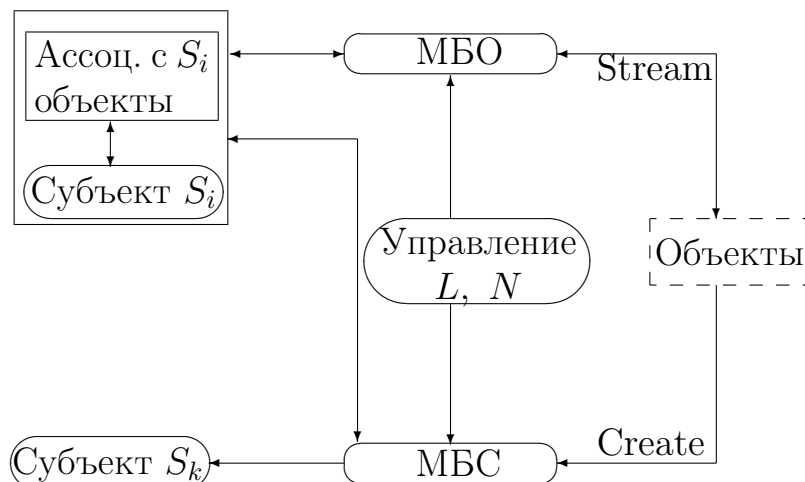 Ассоц. с $S_i$
объекты
Субъект $S_i$
МБО
Stream
Управление
$L$, $N$
Объекты
Create
МБС
Субъект $S_k$